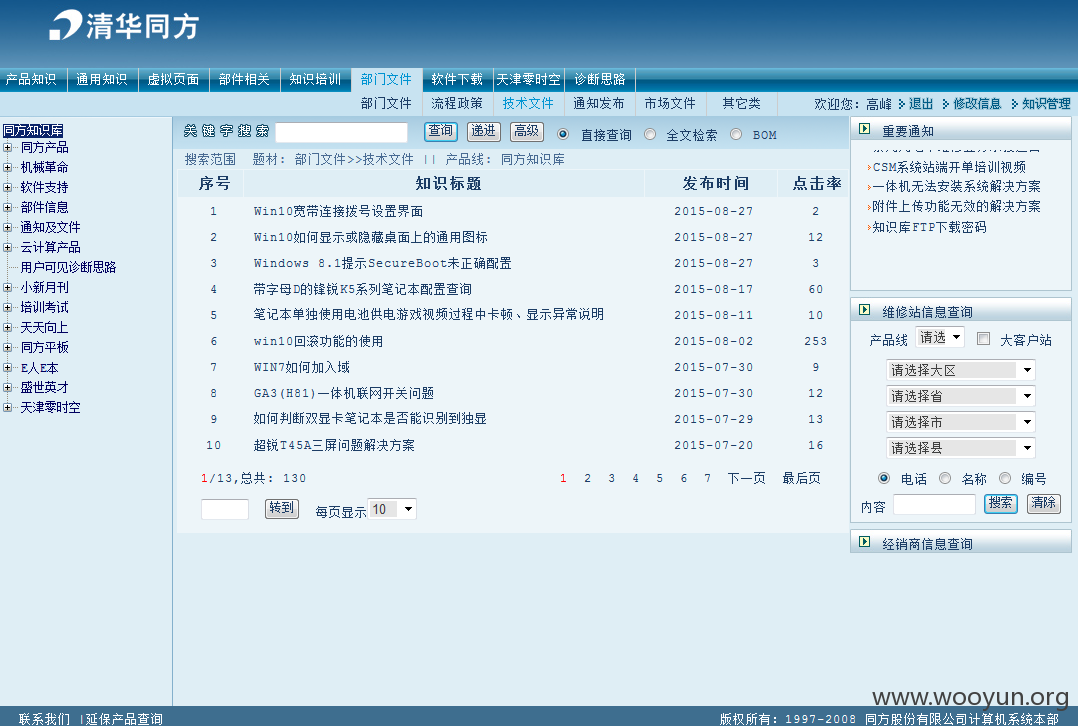 清华同方
产品知识 通用知识 虚拟页面 部件相关 知识培训 部门文件 软件下载 天津零时空 诊断思路
部门文件 流程政策 技术文件 通知发布 市场文件 其它类 欢迎您: 高峰 退出 修改信息 知识管理
同方知识库
同方产品
机械革命
软件支持
部件信息
通知及文件
云计算产品
用户可见诊断思路
小新月刊
培训考试
天天向上
同方平板
E人E本
盛世英才
天津零时空
关键字搜索 查询 递进 高级 直接查询 全文检索 BOM
搜索范围 题材: 部门文件>>技术文件 || 产品线: 同方知识库
序号 知识标题 发布时间 点击率
1 Win10宽带连接拨号设置界面 2015-08-27 2
2 Win10如何显示或隐藏桌面上的通用图标 2015-08-27 12
3 Windows 8.1提示SecureBoot未正确配置 2015-08-27 3
4 带字母D的锋锐K5系列笔记本配置查询 2015-08-17 60
5 笔记本单独使用电池供电游戏视频过程中卡顿、显示异常说明 2015-08-11 10
6 win10回滚功能的使用 2015-08-02 253
7 WIN7如何加入域 2015-07-30 9
8 GA3(H81)一体机联网开关问题 2015-07-30 12
9 如何判断双显卡笔记本是否能识别到独显 2015-07-29 13
10 超锐T45A三屏问题解决方案 2015-07-20 16
1/13,总共: 130 1 2 3 4 5 6 7 下一页 最后页
转到 每页显示 10
重要通知
CSM系统站端开单培训视频
一体机无法安装系统解决方案
附件上传功能无效的解决方案
知识库FTP下载密码
维修站信息查询
产品线 请选 大客户站
请选择大区
请选择省
请选择市
请选择县
电话 名称 编号
内容 搜索 清除
经销商信息查询
www.wooyun.org
联系我们 |延保产品查询 版权所有: 1997-2008 同方股份有限公司计算机系统本部